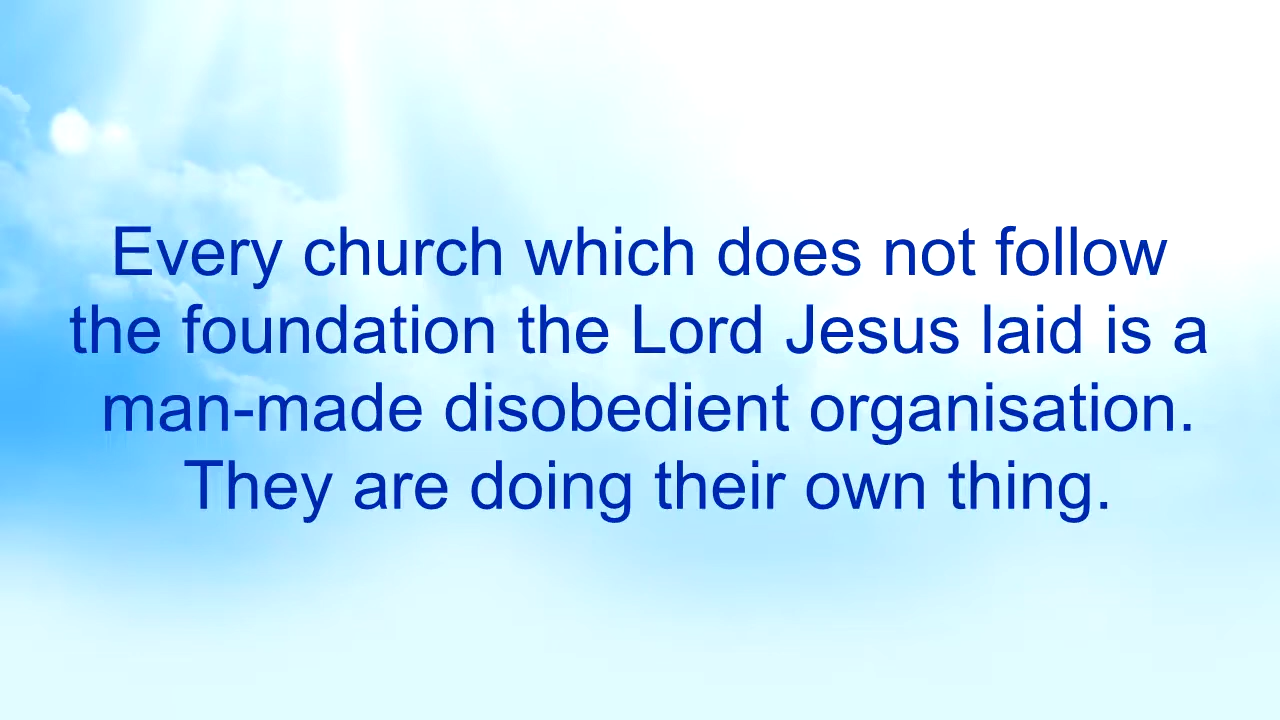 Every church which does not follow
the foundation the Lord Jesus laid is a
man-made disobedient organisation.
They are doing their own thing.